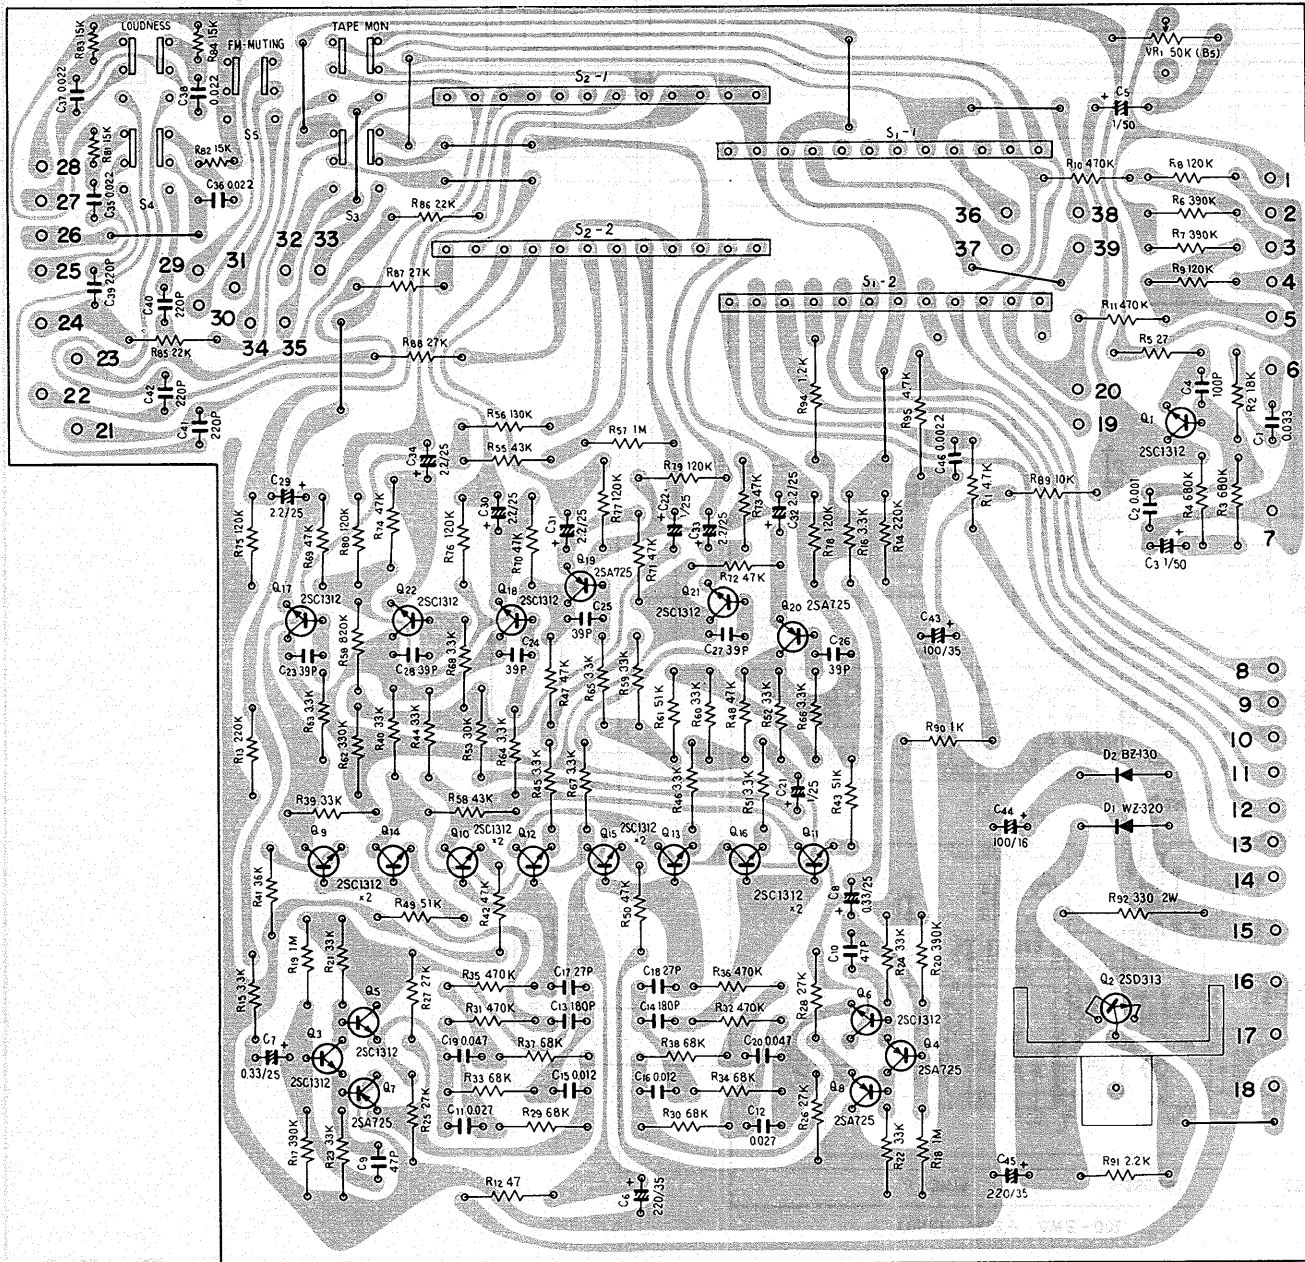 LOUDNESS
TAPE MON
FM-MUTING
R83 15K
R84 15K
C37 0.022
C38 0.022
VR1 50K (Bs)
S2-1
C5 1/50
R81 15K
R82 15K
S5
S1-1
28
27
26
25
24
23
22
21
C35 0.022
S4
C36 0.022
S3
R86 22K
R10 470K
R8 120K
1
36
38
R6 390K
2
32
33
S2-2
37
39
R7 390K
3
29
31
C39 220P
R87 27K
R9 120K
4
C40 220P
30
S1-2
R11 470K
5
34
35
R85 22K
R88 27K
R5 27
6
C42 220P
C41 220P
R94 1.2K
R95 4.7K
20
19
C4 100P
R2 18K
C1 0.033
Q1
2SC1312
R56 130K
R57 1M
R55 43K
C34 2.2/25
R79 120K
C46 0.0022
R1 4.7K
R89 10K
C2 0.001
R4 680K
R3 680K
7
C3 1/50
C29 2.2/25
R75 120K
R69 47K
R80 120K
R74 47K
R76 120K
C30 2.2/25
R70 47K
C31 2.2/25
R77 120K
R71 47K
C22 1/25
C33 2.2/25
R73 47K
C32 2.2/25
R78 120K
R16 3.3K
R14 220K
R72 47K
Q17
2SC1312
Q22
2SC1312
Q18
2SC1312
Q19
2SA725
Q21
2SC1312
Q20 2SA725
C25 39P
C23 39P
R58 820K
C28 39P
R68 3.3K
C24 39P
C27 39P
C26 39P
C43 100/35
R47 47K
R65 3.3K
R59 33K
R61 51K
R60 33K
R48 47K
R52 33K
R66 3.3K
8
9
10
11
12
13
14
15
16
17
18
R13 220K
R63 3.3K
R62 330K
R40 33K
R44 33K
R53 30K
R64 3.3K
R45 3.3K
R67 3.3K
R46 3.3K
R51 3.3K
C21 1/25
R43 51K
R90 1K
D2 BZ-130
D1 WZ-320
C44 100/16
R39 33K
R58 43K
Q9
Q14
Q10
2SC1312 ×2
Q12
Q15
2SC1312 ×2
Q13
Q16
Q11
2SC1312 ×2
2SC1312 ×2
R41 36K
R49 51K
R42 47K
R50 47K
C8 0.33/25
C10 47P
R24 33K
R20 390K
R92 330 2W
R19 1M
R21 33K
R15 3.3K
R27 27K
R35 470K
C17 27P
C18 27P
R36 470K
R28 27K
Q2 2SD313
R31 470K
C13 180P
C14 180P
R32 470K
Q5
2SC1312
Q6
2SC1312
Q3
2SC1312
C7 0.33/25
C19 0.047
R37 68K
R38 68K
C20 0.047
Q4
2SA725
Q7
2SA725
R33 68K
C15 0.012
C16 0.012
R34 68K
Q8
2SA725
R25 27K
C11 0.027
R29 68K
R30 68K
C12 0.027
R26 27K
R17 390K
R23 33K
C9 47P
R22 33K
R18 1M
R12 47
C6 220/35
C45 220/35
R91 2.2K